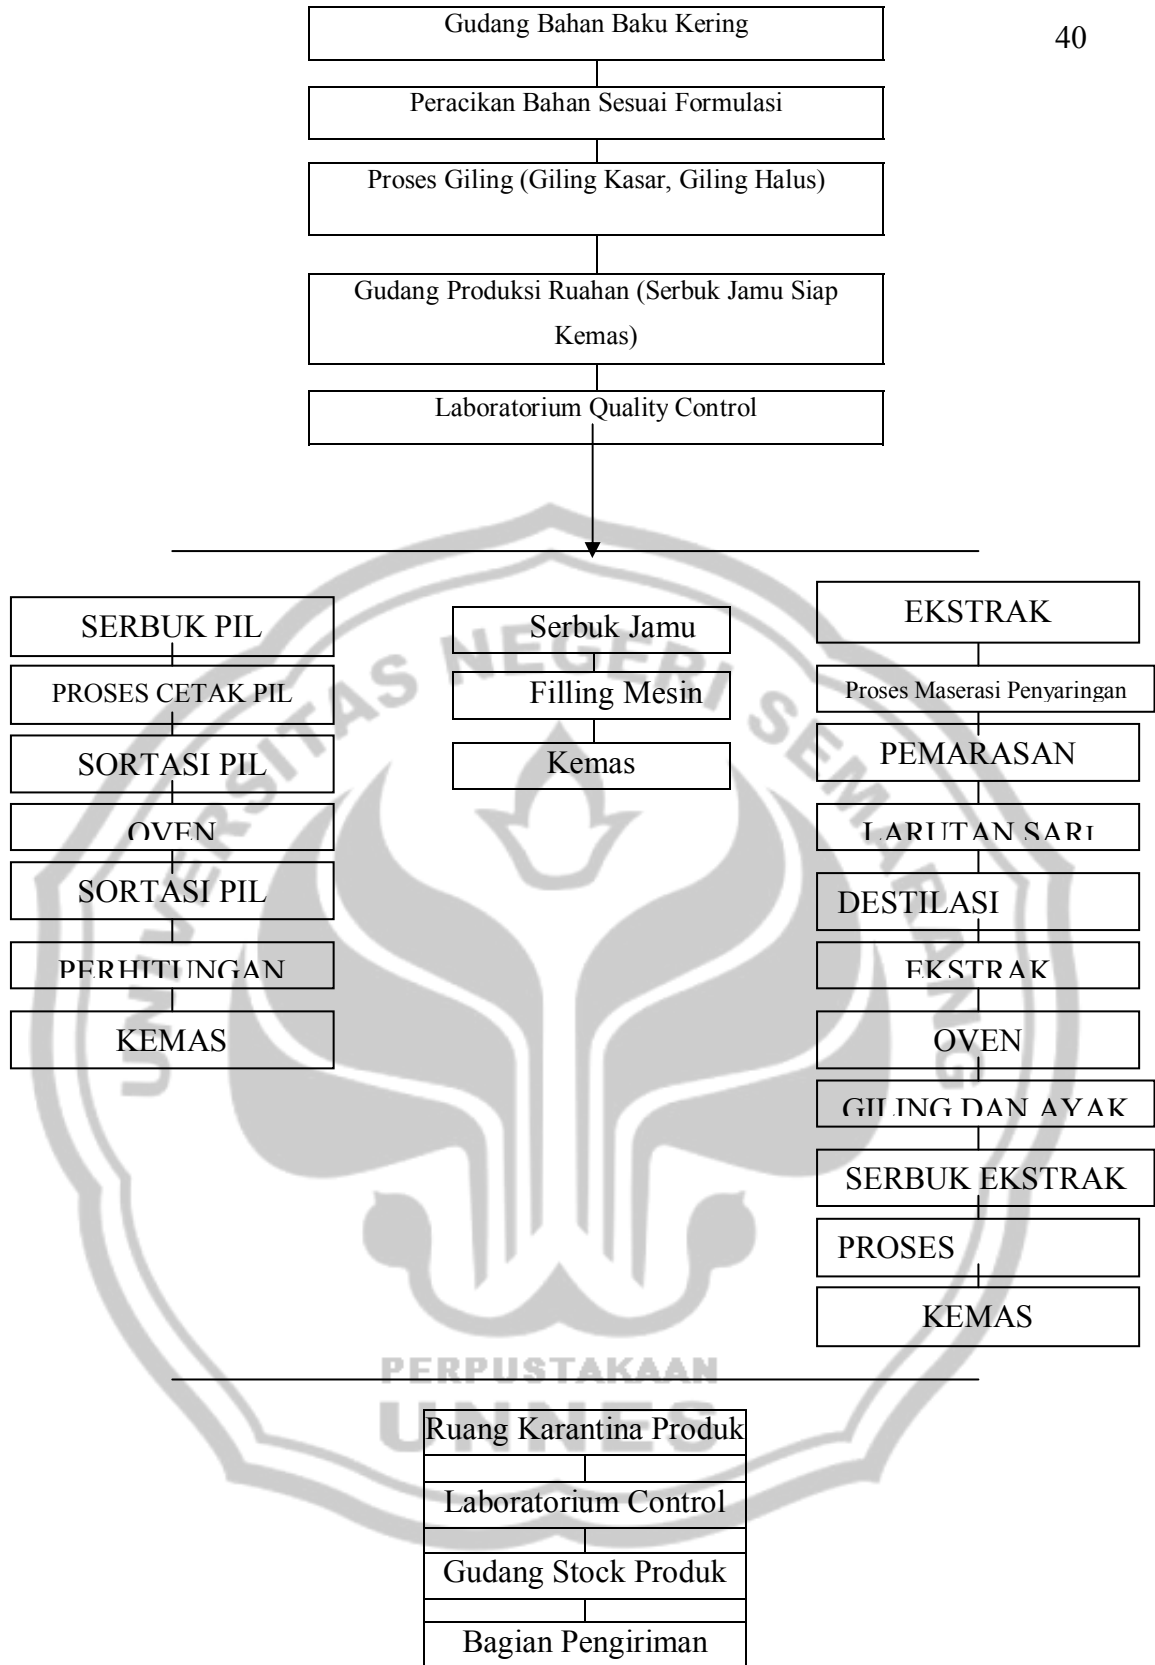 40
Gudang Bahan Baku Kering
Peracikan Bahan Sesuai Formulasi
Proses Giling (Giling Kasar, Giling Halus)
Gudang Produksi Ruahan (Serbuk Jamu Siap
Kemas)
Laboratorium Quality Control
SERBUK PIL
PROSES CETAK PIL
SORTASI PIL
OVEN
SORTASI PIL
PERHITUNGAN
KEMAS
Serbuk Jamu
Filling Mesin
Kemas
EKSTRAK
Proses Maserasi Penyaringan
PEMARASAN
LARUTAN SARI
DESTILASI
EKSTRAK
OVEN
GILING DAN AYAK
SERBUK EKSTRAK
PROSES
KEMAS
Ruang Karantina Produk
Laboratorium Control
Gudang Stock Produk
Bagian Pengiriman
UNIVERSITAS NEGERI SEMARANG
PERPUSTAKAAN
UNNES